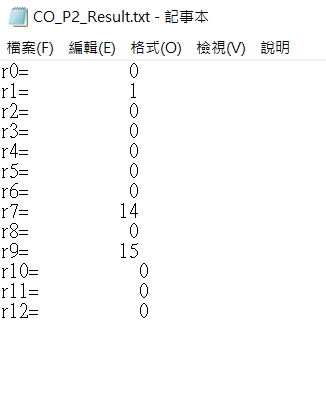 CO_P2_Result.txt - 記事本
檔案(F) 編輯(E) 格式(O) 檢視(V) 說明
r0= 0
r1= 1
r2= 0
r3= 0
r4= 0
r5= 0
r6= 0
r7= 14
r8= 0
r9= 15
r10= 0
r11= 0
r12= 0